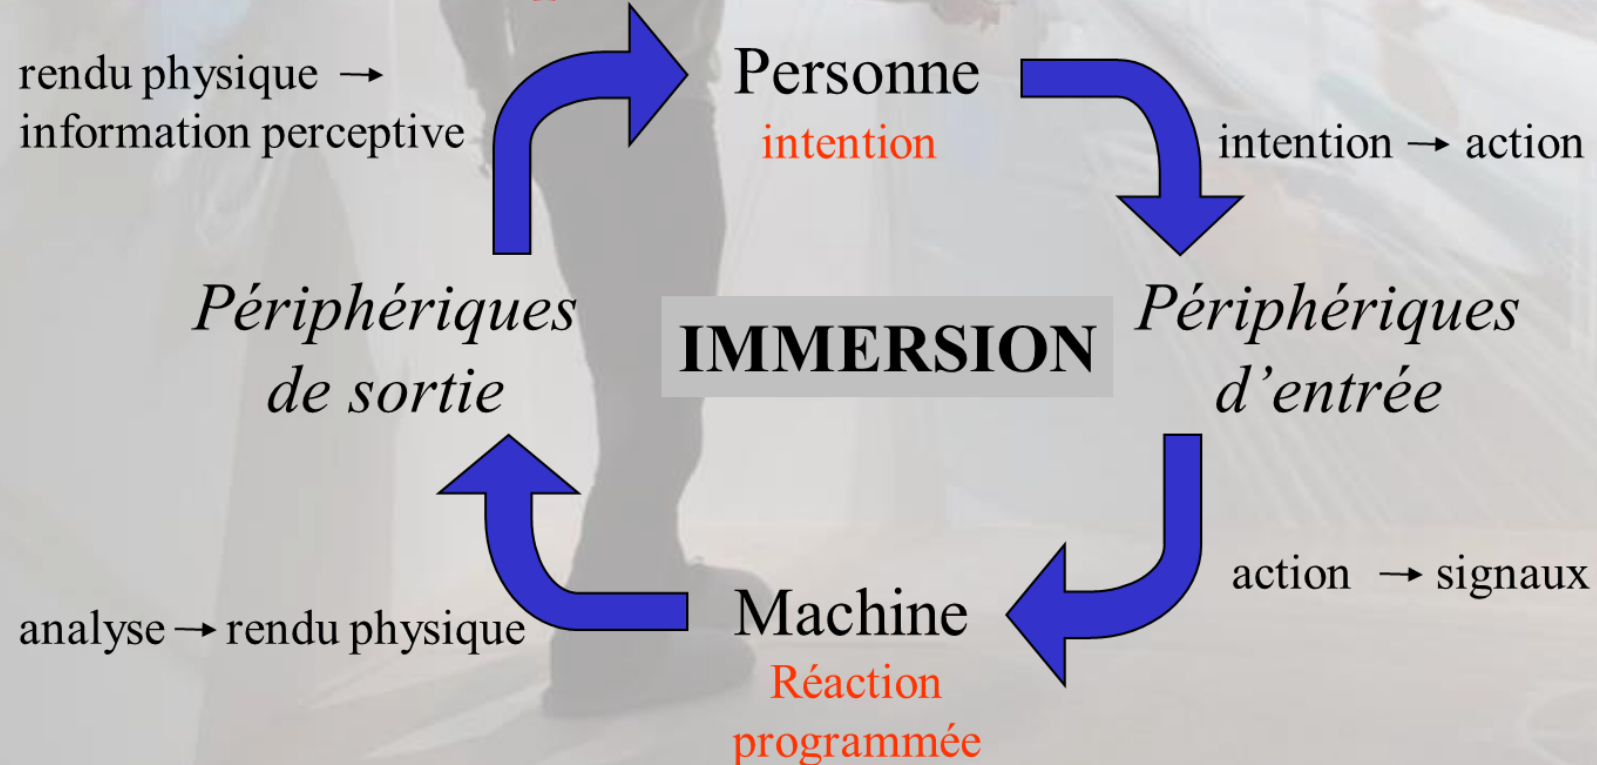 rendu physique →
information perceptive
Personne
intention
intention → action
Périphériques
de sortie
IMMERSION
Périphériques
d’entrée
action → signaux
analyse → rendu physique
Machine
Réaction
programmée